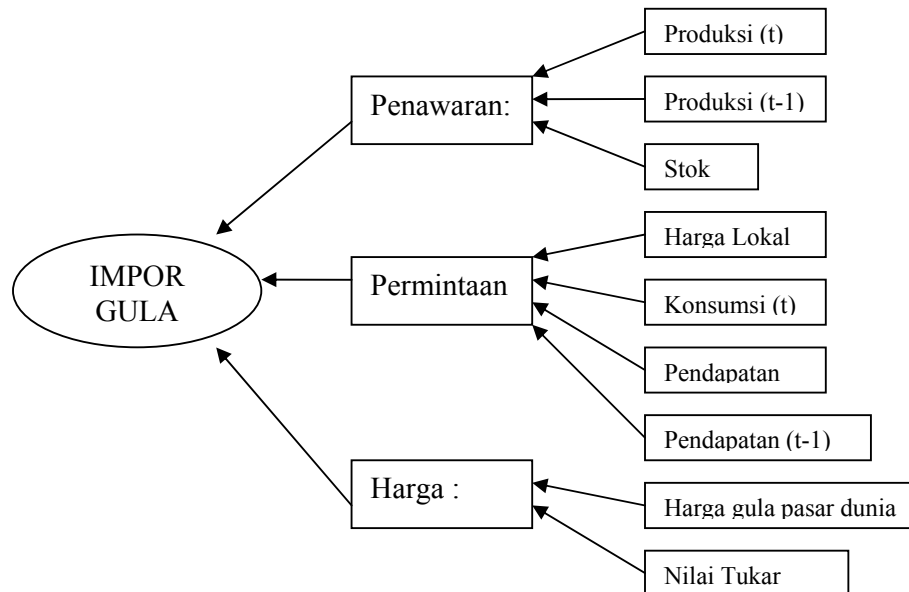 Produksi (t)
Penawaran:
Produksi (t-1)
Stok
Harga Lokal
IMPOR
GULA
Permintaan
Konsumsi (t)
Pendapatan
Pendapatan (t-1)
Harga :
Harga gula pasar dunia
Nilai Tukar